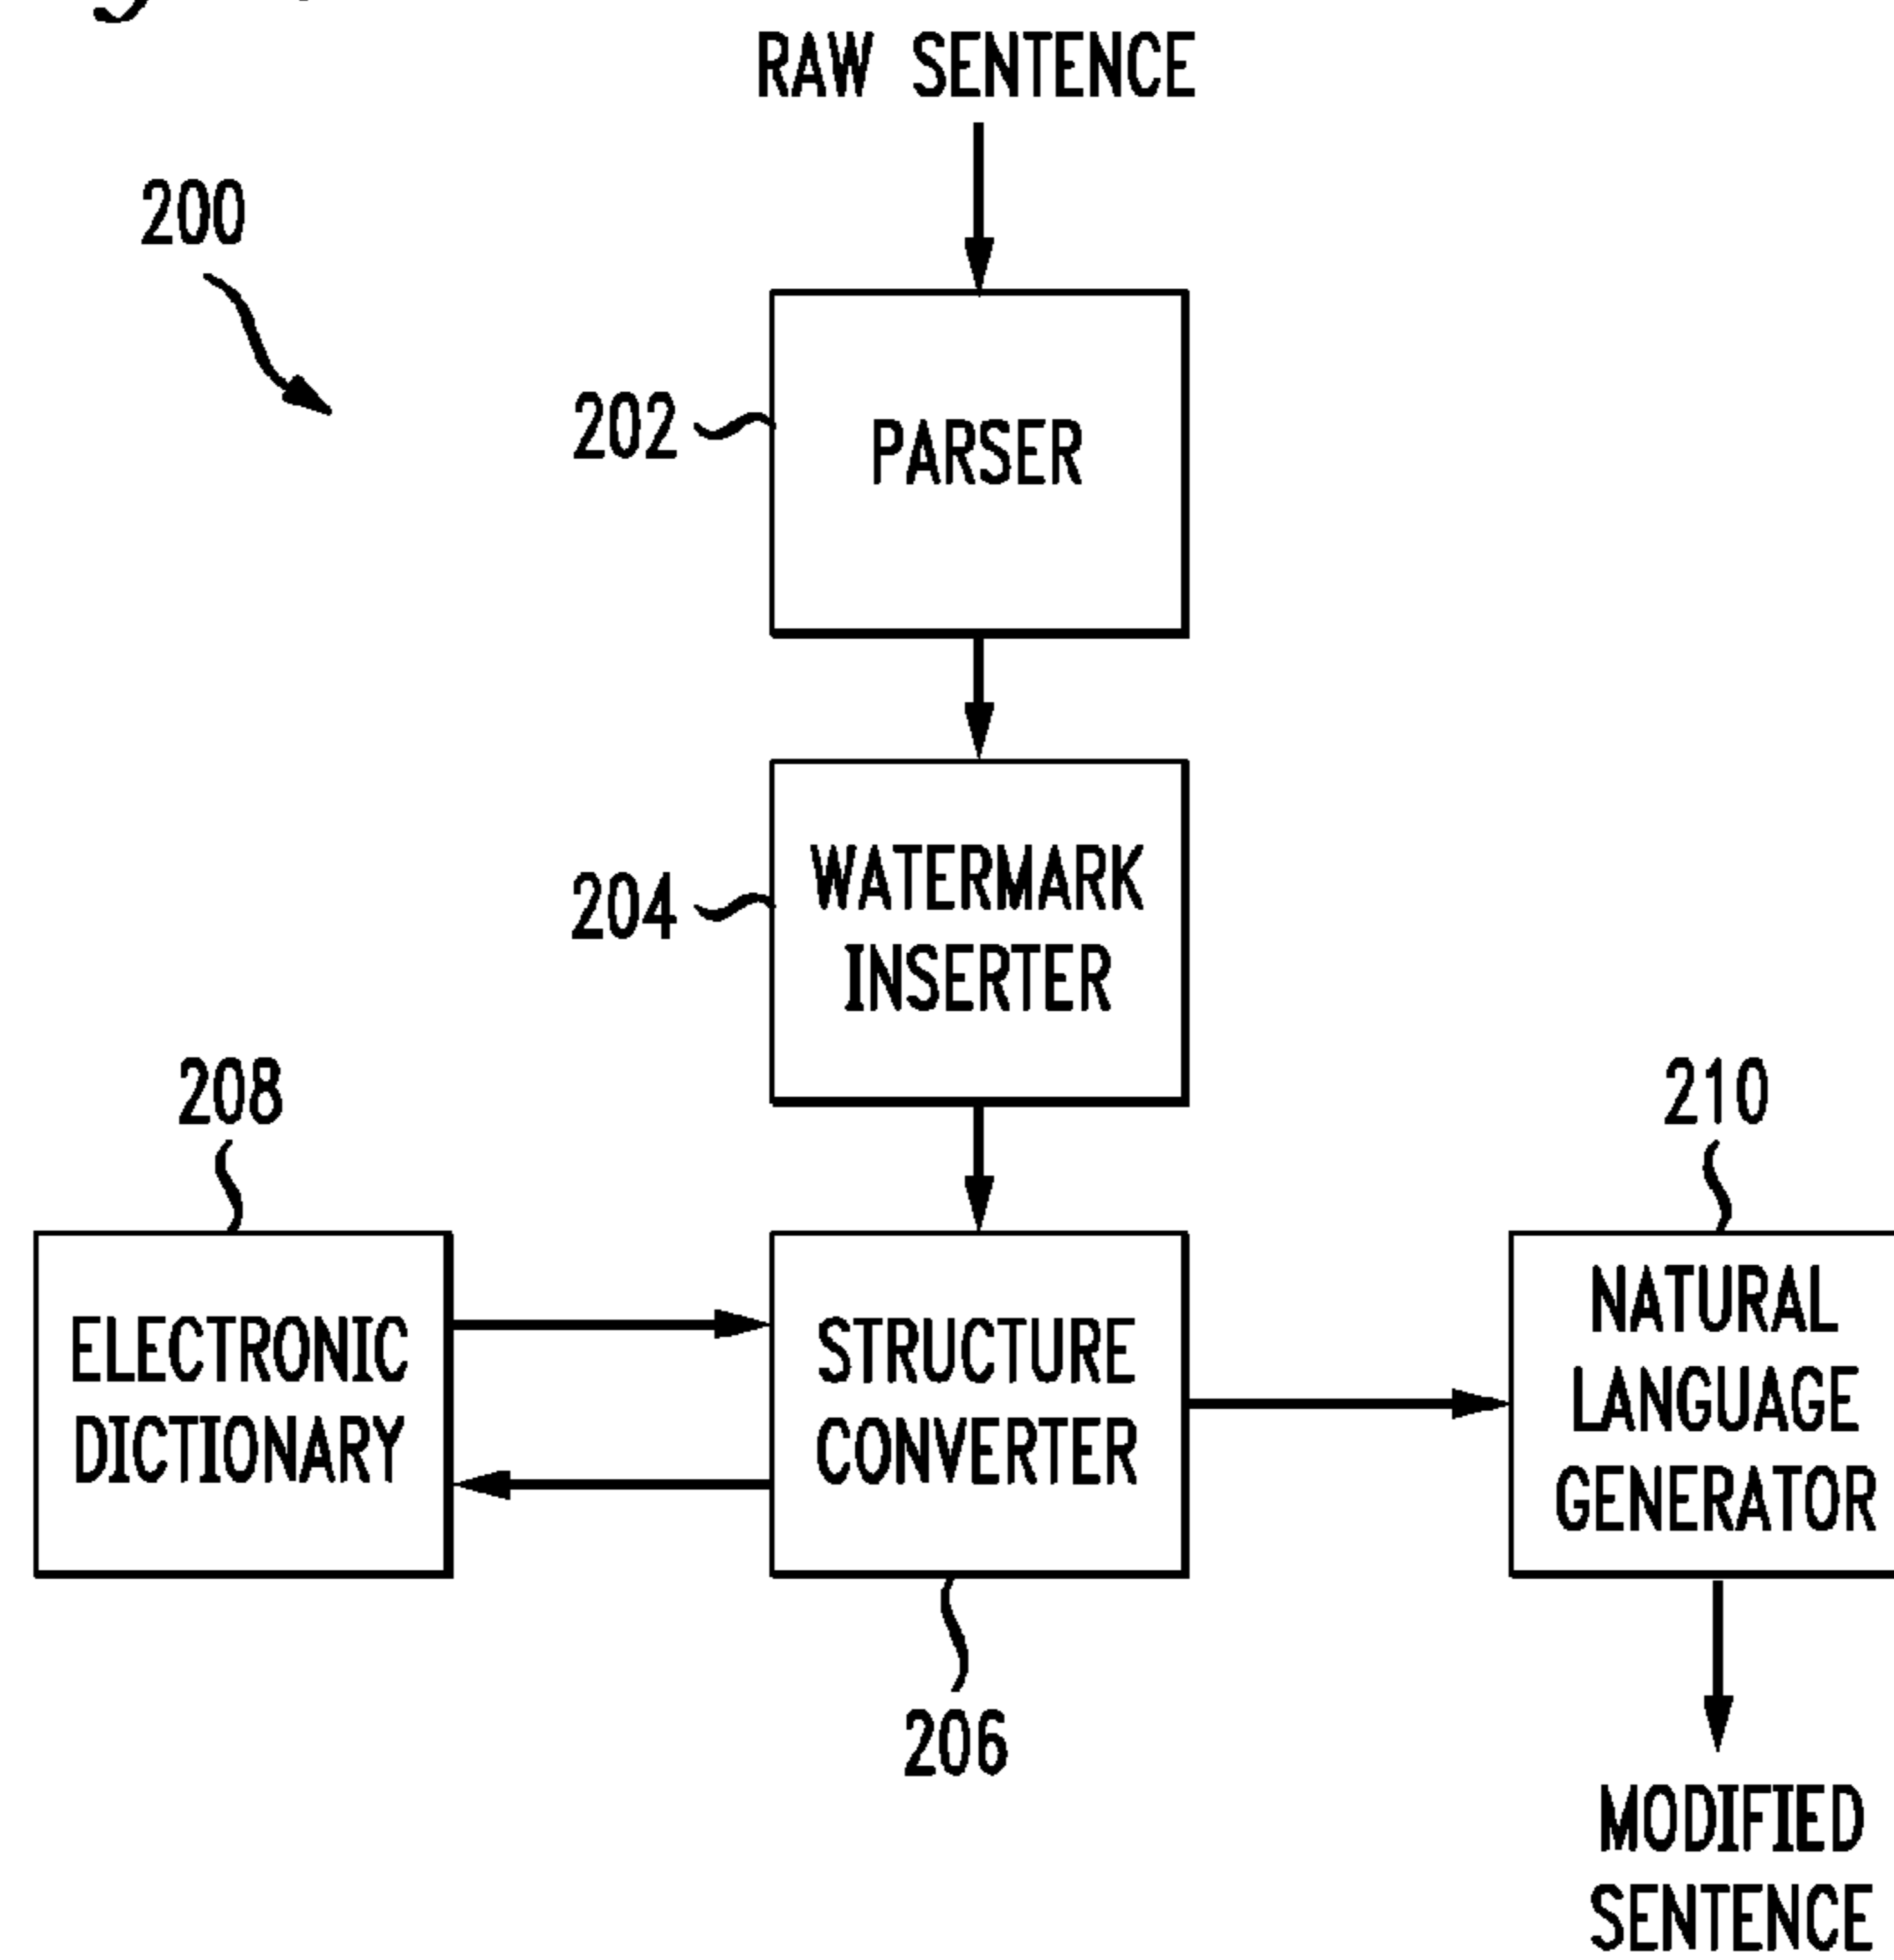 RAW SENTENCE
200
202
PARSER
204
WATERMARK
INSERTER
208
210
ELECTRONIC
DICTIONARY
STRUCTURE
CONVERTER
NATURAL
LANGUAGE
GENERATOR
206
MODIFIED
SENTENCE